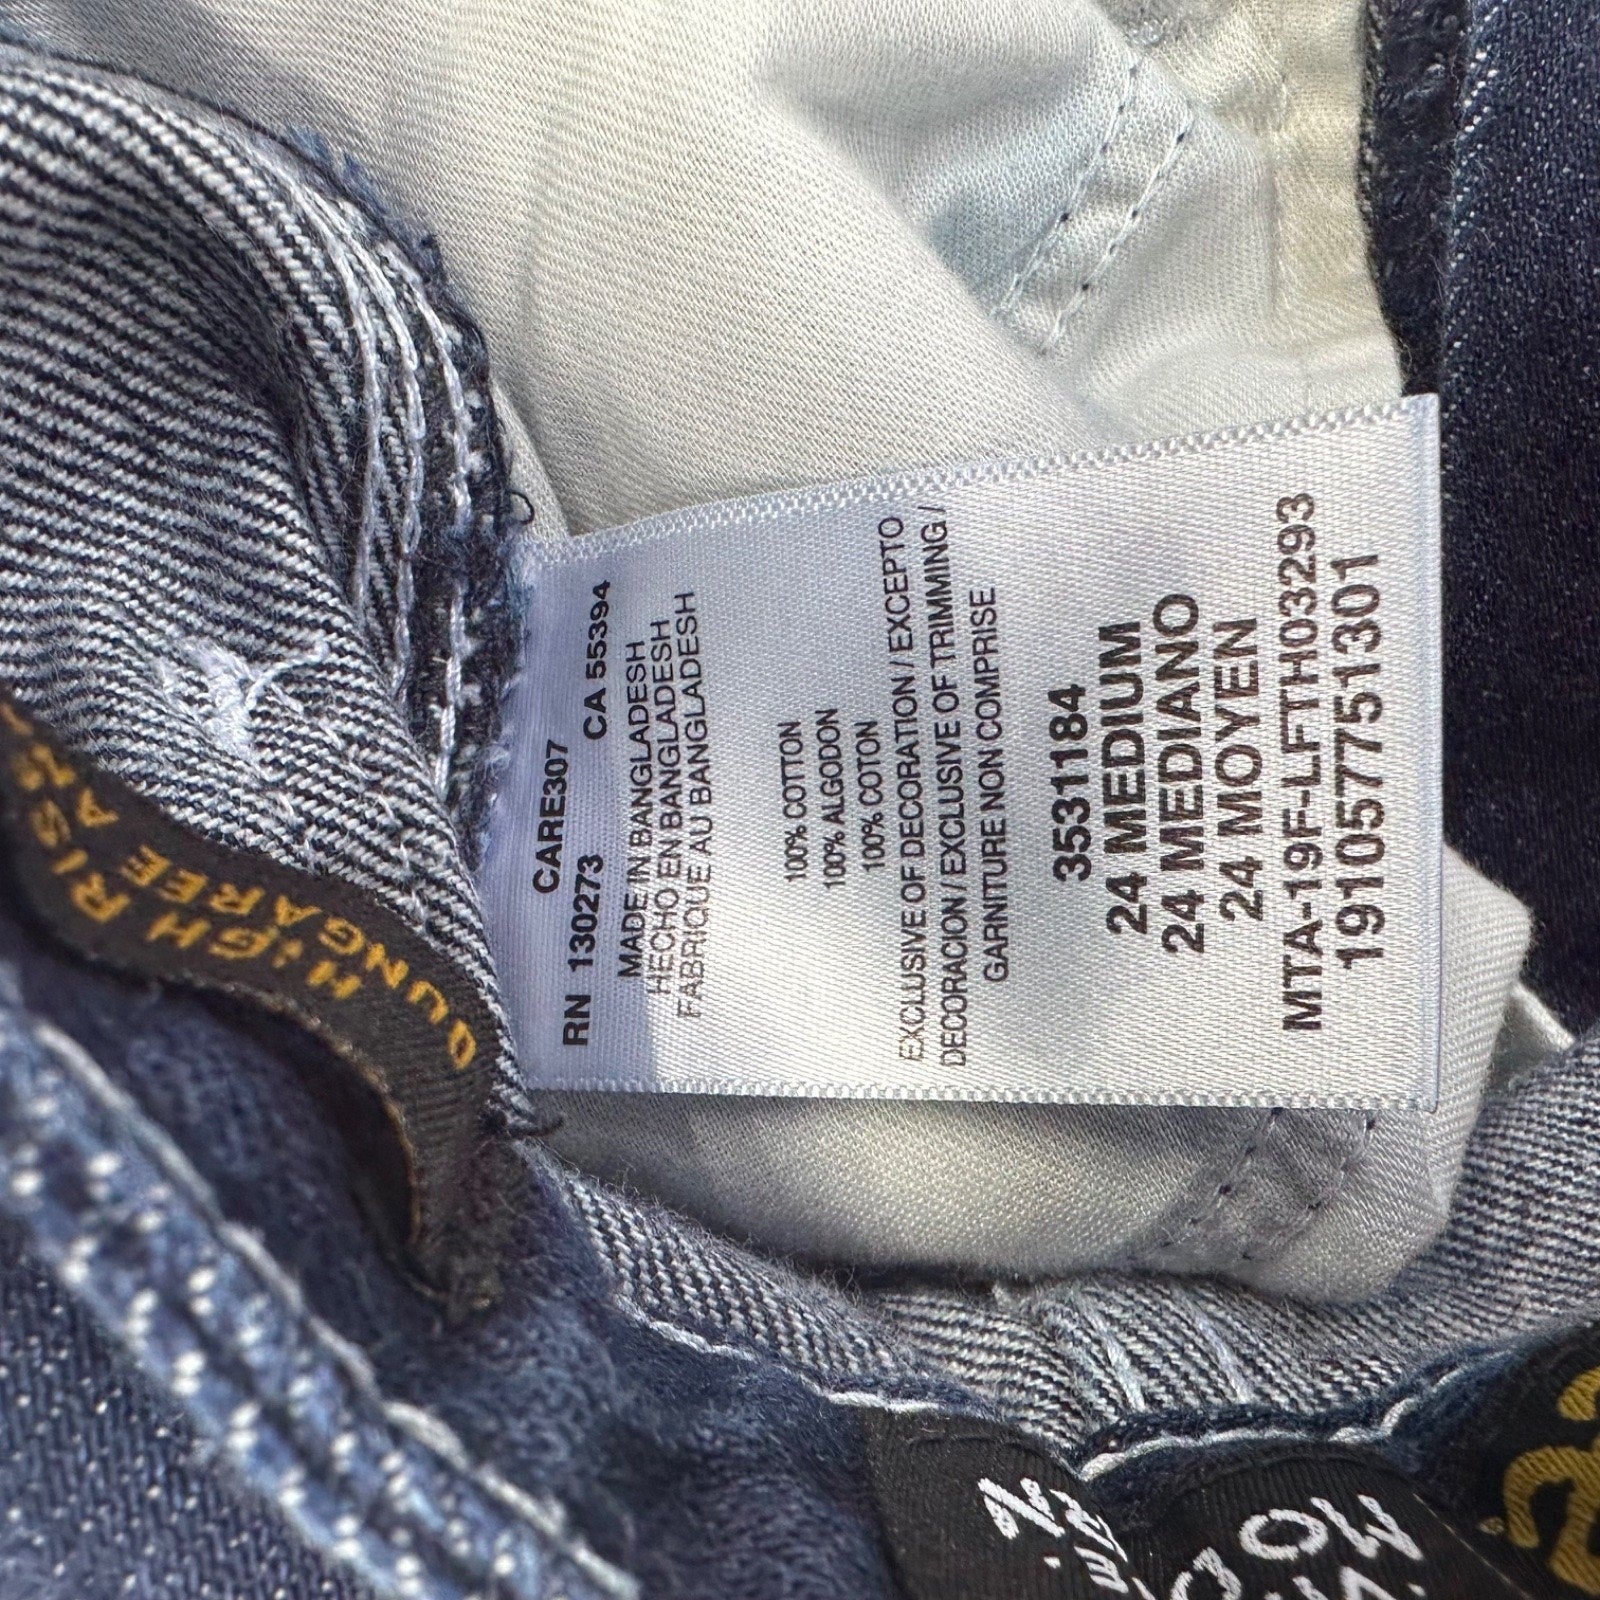 CARE307
RN 130273 CA 55394
MADE IN BANGLADESH
HECHO EN BANGLADESH
FABRIQUE AU BANGLADESH
100% COTTON
100% ALGODON
100% COTON
EXCLUSIVE OF DECORATION / EXCEPTO
DECORACION / EXCLUSIVE OF TRIMMING /
GARNITURE NON COMPRISE
3531184
24 MEDIUM
24 MEDIANO
24 MOYEN
MTA-19F-LFTH03293
191057751301
HIGH RISE
DUNGAREE